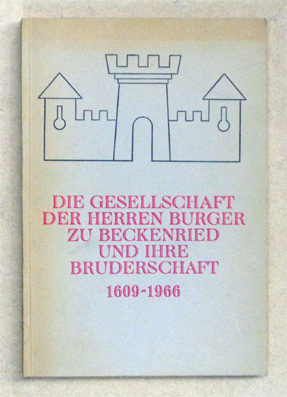 DIE GESELLSCHAFT
DER HERREN BURGER
ZU BECKENRIED
UND IHRE
BRUDERSCHAFT
1609-1966